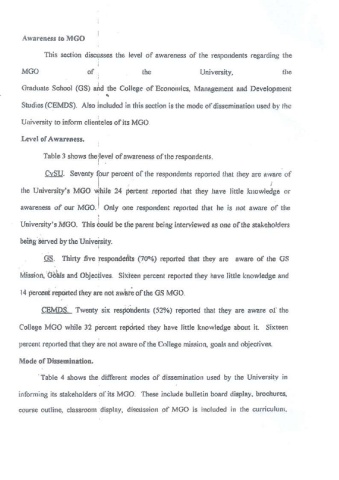 Awareness to MGO
This section discusses the level of awareness of the respondents regarding the
MGO of the University, the
Graduate School (GS) and the College of Economics, Management and Development
Studies (CEMDS). Also included in this section is the mode of dissemination used by the
University to inform clienteles of its MGO.
Level of Awareness.
Table 3 shows the level of awareness of the respondents.
CvSU. Seventy four percent of the respondents reported that they are aware of
the University's MGO while 24 percent reported that they have little knowledge or
awareness of our MGO. Only one respondent reported that he is not aware of the
University's MGO. This could be the parent being interviewed as one of the stakeholders
being served by the University.
GS. Thirty five respondents (70%) reported that they are aware of the GS
Mission, Goals and Objectives. Sixteen percent reported they have little knowledge and
14 percent reported they are not aware of the GS MGO.
CEMDS. Twenty six respondents (52%) reported that they are aware of the
College MGO while 32 percent reported they have little knowledge about it. Sixteen
percent reported that they are not aware of the College mission, goals and objectives.
Mode of Dissemination.
Table 4 shows the different modes of dissemination used by the University in
informing its stakeholders of its MGO. These include bulletin board display, brochures,
course outline, classroom display, discussion of MGO is included in the curriculum,